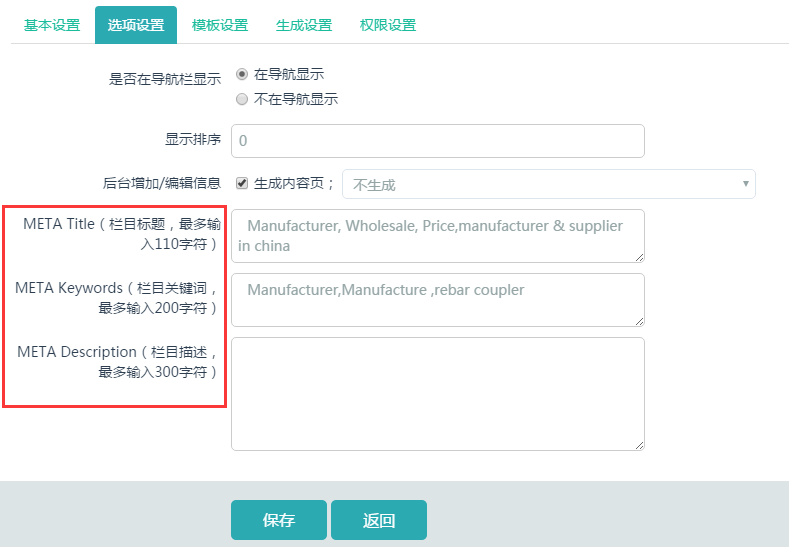 基本设置 选项设置 模板设置 生成设置 权限设置
是否在导航栏显示 在导航显示
不在导航显示
显示排序 0
后台增加/编辑信息 生成内容页； 不生成
META Title（栏目标题，最多输
入110字符）
Manufacturer, Wholesale, Price,manufacturer & supplier
in china
META Keywords（栏目关键词，
最多输入200字符）
Manufacturer,Manufacture ,rebar coupler
META Description（栏目描述，
最多输入300字符）
保存 返回